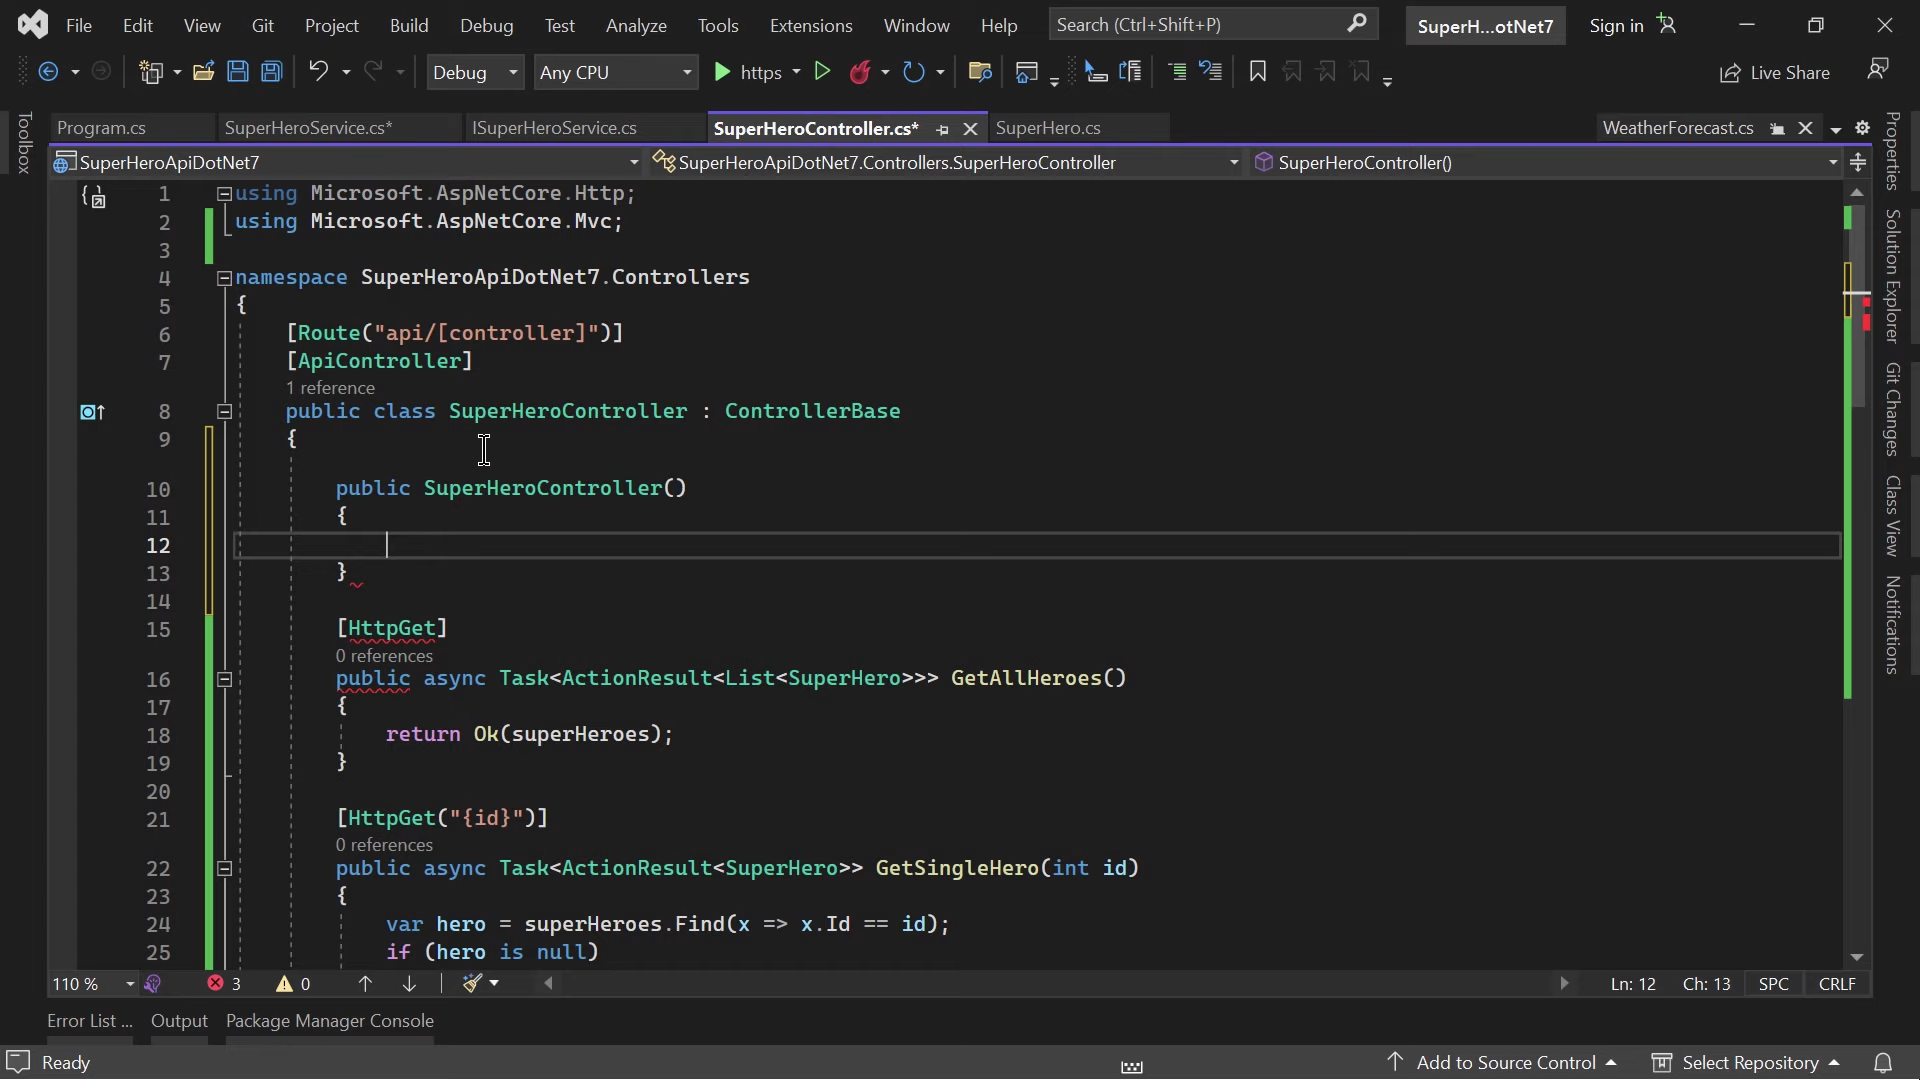 File Edit View Git Project Build Debug Test Analyze Tools Extensions Window Help Search (Ctrl+Shift+P) SuperH...otNet7 Sign in
Debug Any CPU https Live Share
Toolbox
Program.cs SuperHeroService.cs* ISuperHeroService.cs SuperHeroController.cs* SuperHero.cs WeatherForecast.cs
SuperHeroApiDotNet7 SuperHeroApiDotNet7.Controllers.SuperHeroController SuperHeroController()
1 using Microsoft.AspNetCore.Http;
2 using Microsoft.AspNetCore.Mvc;
3
4 namespace SuperHeroApiDotNet7.Controllers
5 {
6 [Route("api/[controller]")]
7 [ApiController]
1 reference
8 public class SuperHeroController : ControllerBase
9 {
10 public SuperHeroController()
11 {
12
13 }
14
15 [HttpGet]
0 references
16 public async Task<ActionResult<List<SuperHero>>> GetAllHeroes()
17 {
18 return Ok(superHeroes);
19 }
20
21 [HttpGet("{id}")]
0 references
22 public async Task<ActionResult<SuperHero>> GetSingleHero(int id)
23 {
24 var hero = superHeroes.Find(x => x.Id == id);
25 if (hero is null)
Properties
Solution Explorer
Git Changes
Class View
Notifications
110 % 3 0 Ln: 12 Ch: 13 SPC CRLF
Error List ... Output Package Manager Console
Ready Add to Source Control Select Repository